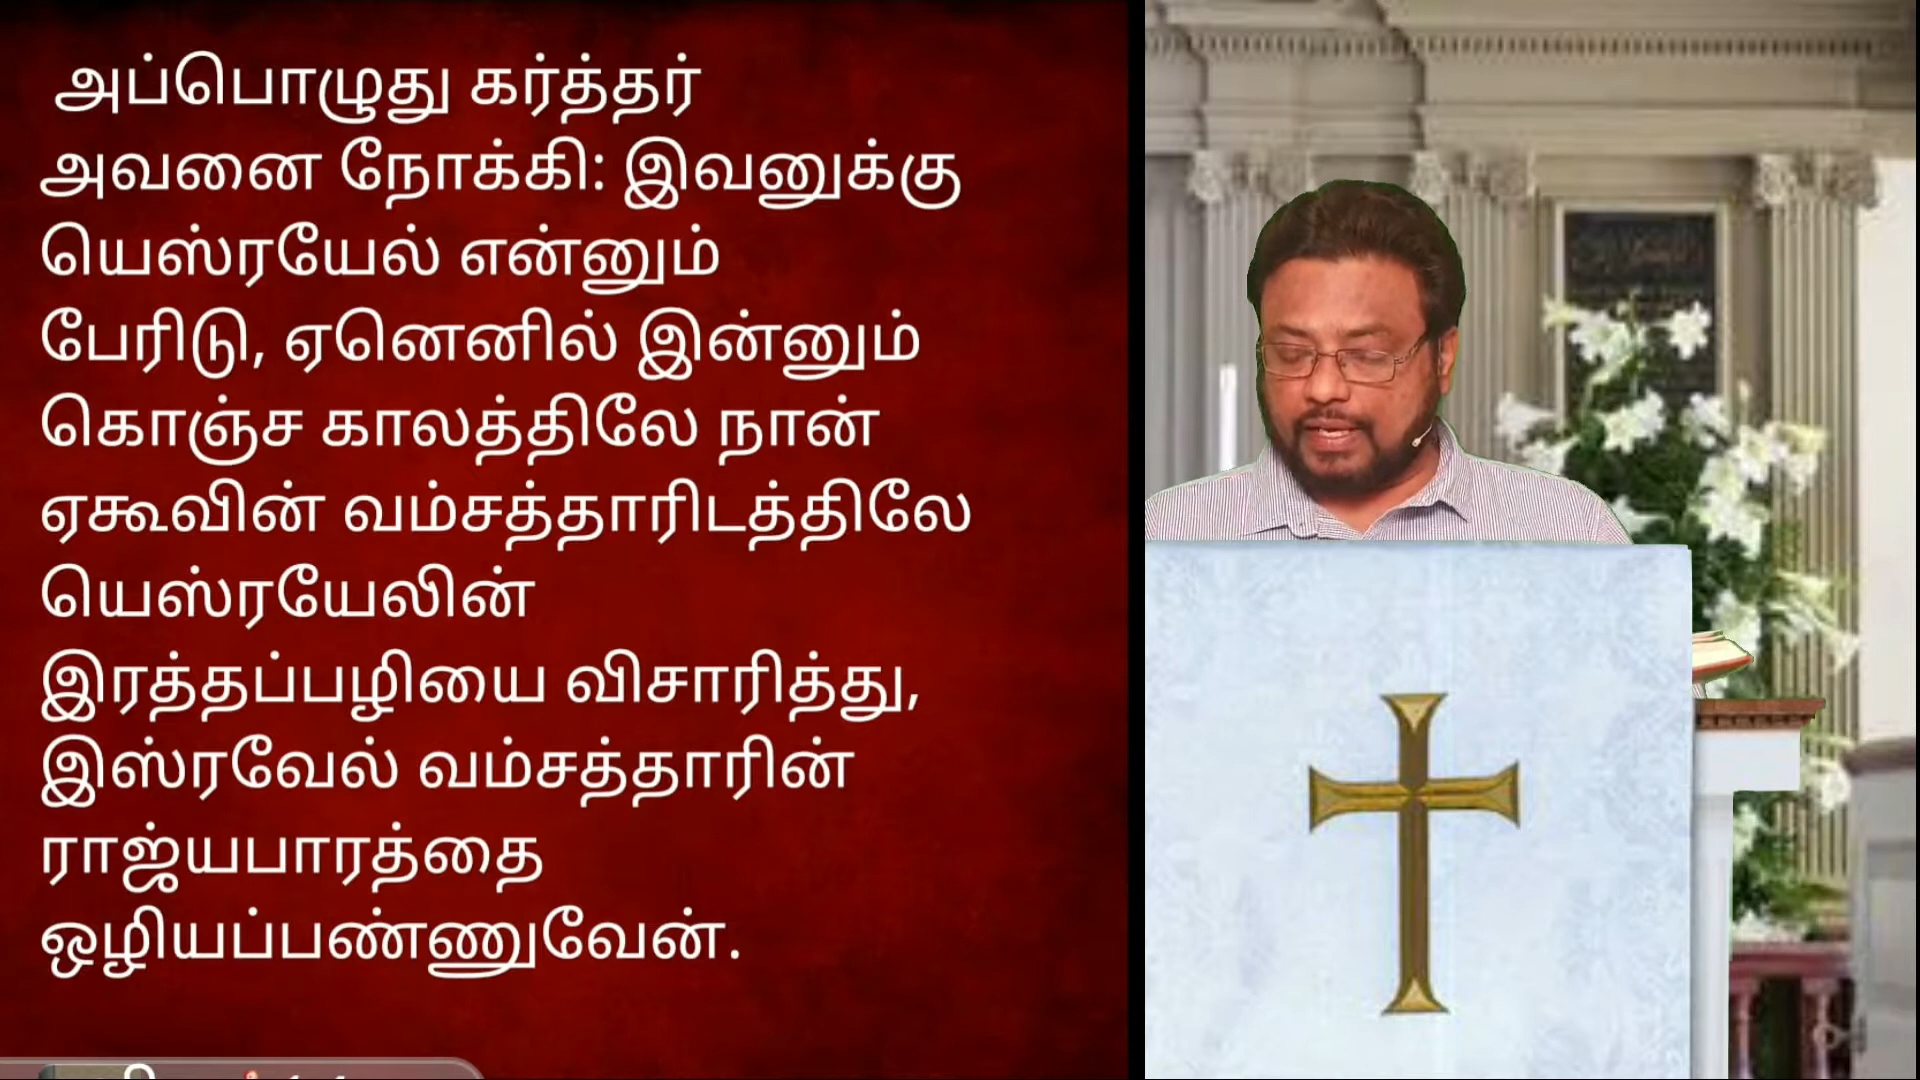 அப்பொழுது கர்த்தர்
அவனை நோக்கி: இவனுக்கு
யெஸ்ரயேல் என்னும்
பேரிடு, ஏனெனில் இன்னும்
கொஞ்ச காலத்திலே நான்
ஏகூவின் வம்சத்தாரிடத்திலே
யெஸ்ரயேலின்
இரத்தப்பழியை விசாரித்து,
இஸ்ரவேல் வம்சத்தாரின்
ராஜ்யபாரத்தை
ஒழியப்பண்ணுவேன்.